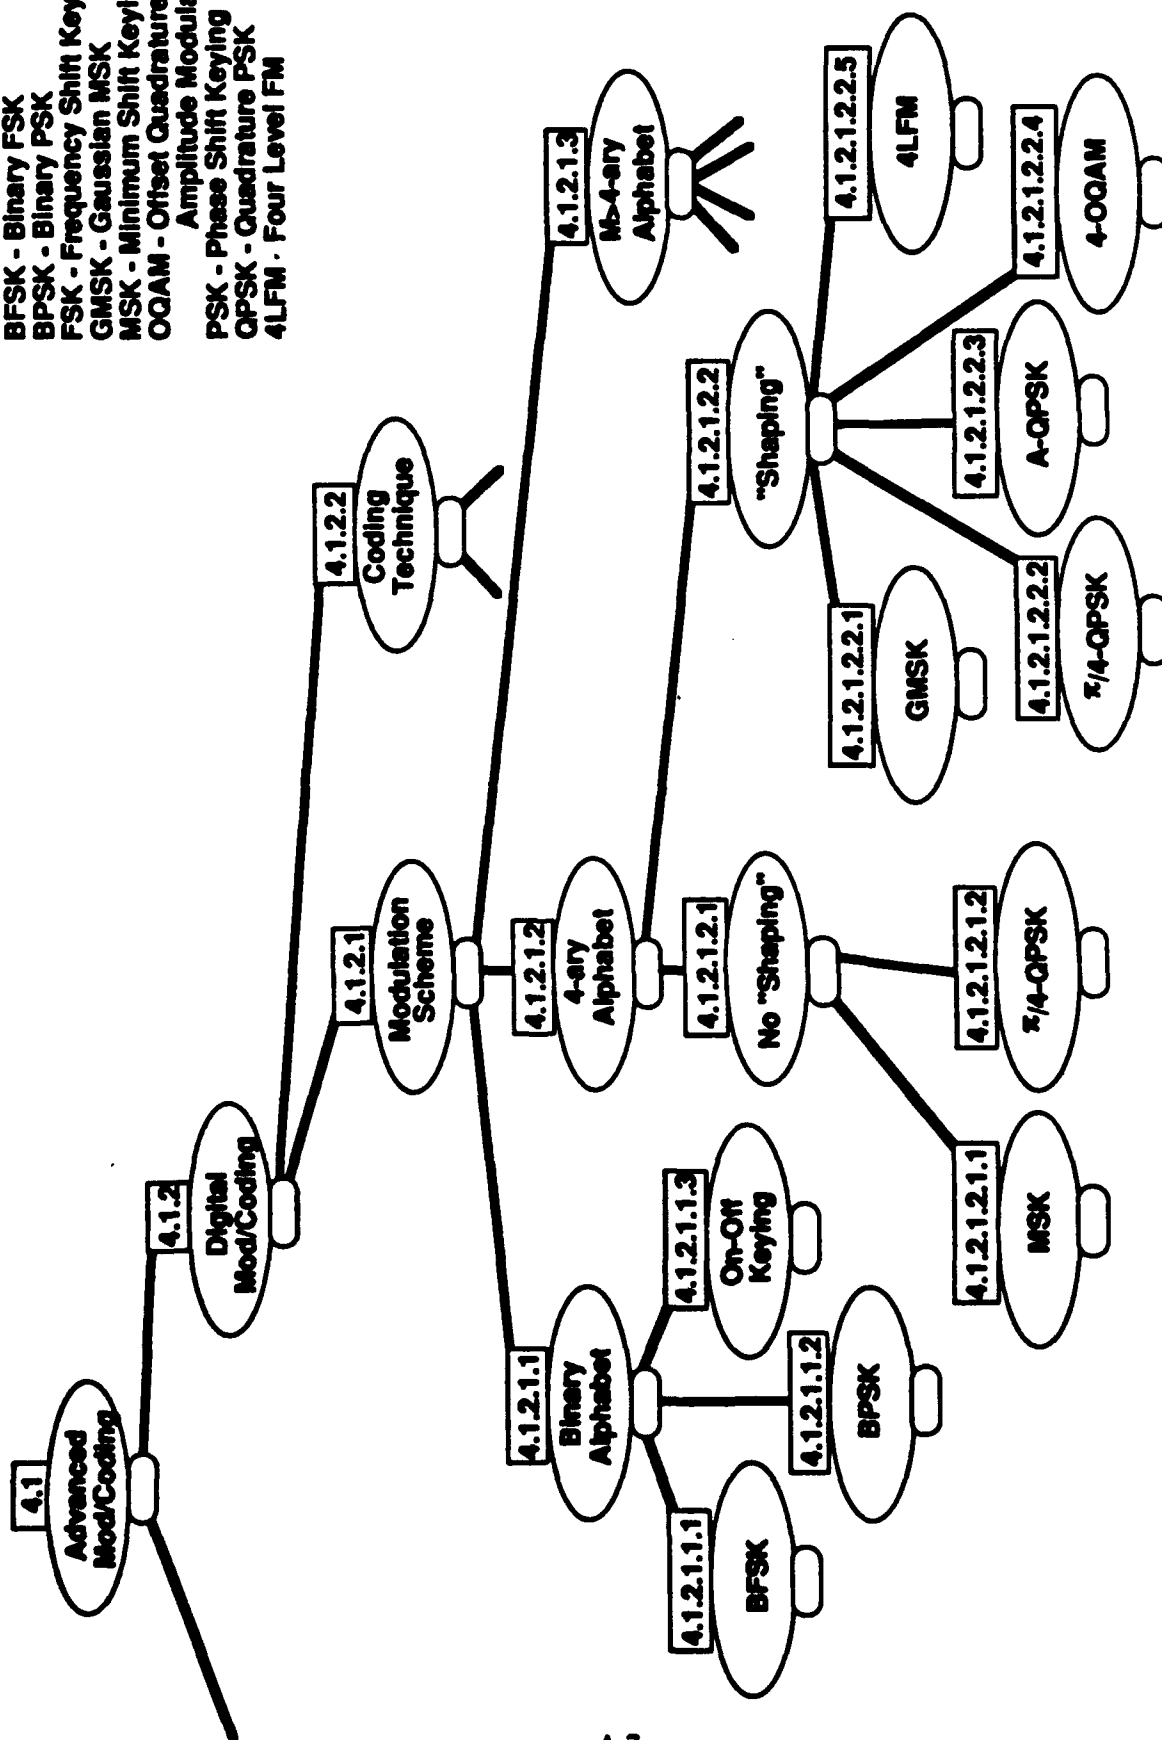 BFSK - Binary FSK
BPSK - Binary PSK
FSK - Frequency Shift
GMSK - Gaussian MSK
MSK - Minimum Shift
OQAM - Offset Quadrature
Amplitude
PSK - Phase Shift Keying
QPSK - Quadrature PSK
4LFM - Four Level FM
4.1
Advanced
Mod/Coding
4.1.2
Digital
Mod/Coding
4.1.2.1
Modulation
Scheme
4.1.2.2
Coding
Technique
4.1.2.1.1
Binary
Alphabet
4.1.2.1.2
4-ary
Alphabet
4.1.2.1.3
M>4-ary
Alphabet
4.1.2.1.1.1
BFSK
4.1.2.1.1.2
BPSK
4.1.2.1.1.3
On-Off
Keying
4.1.2.1.2.1
No "Shaping"
4.1.2.1.2.2
"Shaping"
4.1.2.1.2.1.1
MSK
4.1.2.1.2.1.2
π/4-QPSK
4.1.2.1.2.2.1
GMSK
4.1.2.1.2.2.2
π/4-QPSK
4.1.2.1.2.2.3
A-QPSK
4.1.2.1.2.2.4
4-OQAM
4.1.2.1.2.2.5
4LFM